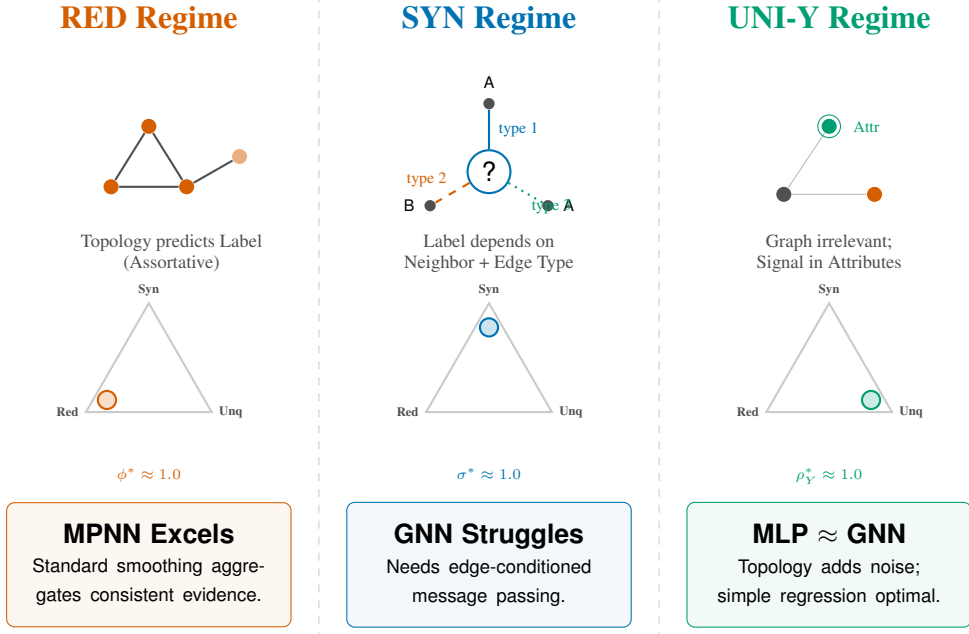 RED Regime
Topology predicts Label
(Assortative)
Syn
Red
Unq
ϕ* ≈ 1.0
MPNN Excels
Standard smoothing aggre-
gates consistent evidence.
SYN Regime
A
type 1
?
type 2
B
type 3
A
Label depends on
Neighbor + Edge Type
Syn
Red
Unq
σ* ≈ 1.0
GNN Struggles
Needs edge-conditioned
message passing.
UNI-Y Regime
Attr
Graph irrelevant;
Signal in Attributes
Syn
Red
Unq
ρ*_Y ≈ 1.0
MLP ≈ GNN
Topology adds noise;
simple regression optimal.